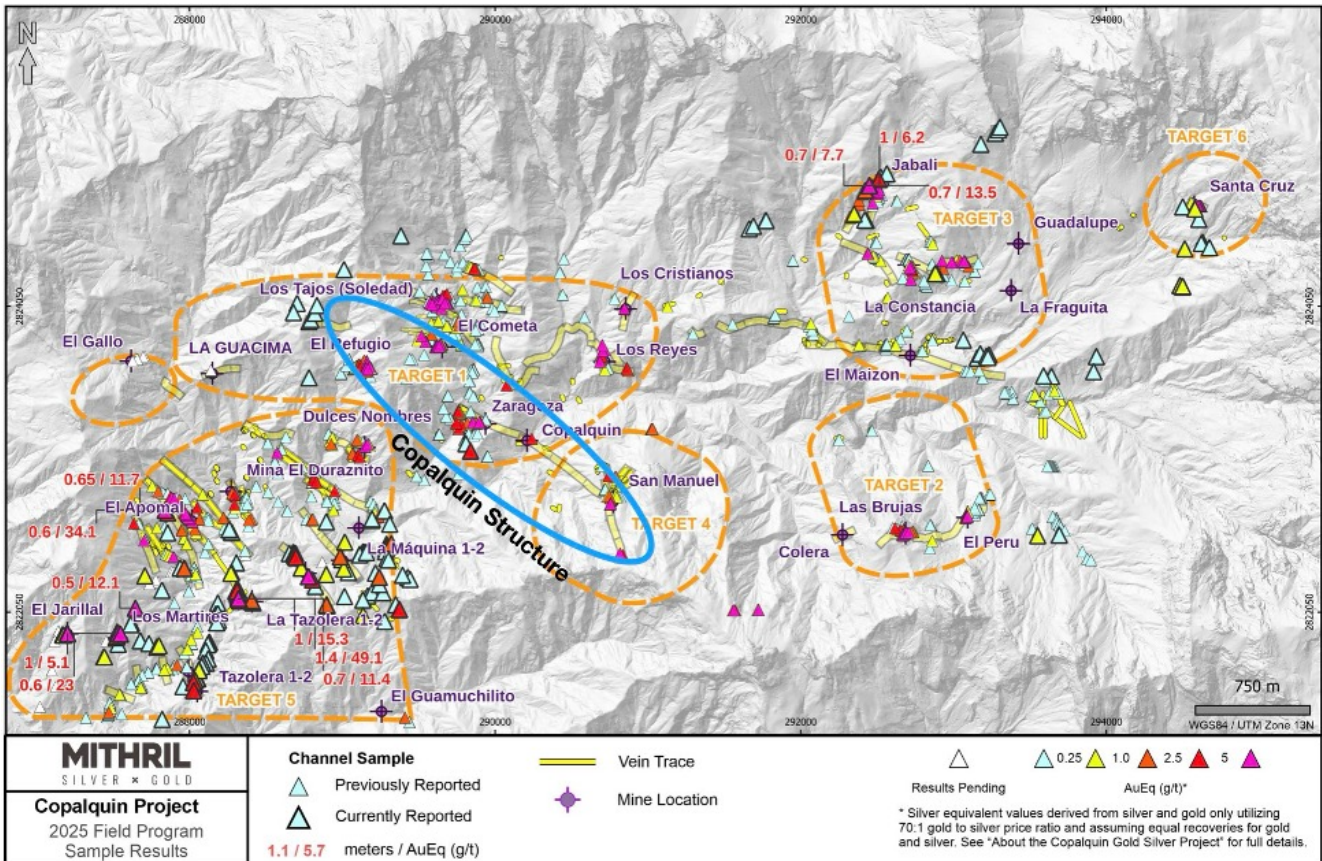 288000
290000
292000
294000
N
TARGET 6
1 / 6.2
0.7 / 7.7
Jabali
0.7 / 13.5
Santa Cruz
TARGET 3
Guadalupe
Los Cristianos
Los Tajos (Soledad)
2824050
2824050
La Constancia
La Fraguita
El Cometa
El Gallo
LA GUACIMA
El Refugio
Los Reyes
TARGET 1
El Maizon
Zaragoza
Dulces Nombres
Copalquin
Copalquin Structure
Mina El Duraznito
0.65 / 11.7
San Manuel
TARGET 2
El Apomal
Las Brujas
0.6 / 34.1
TARGET 4
El Peru
La Máquina 1-2
Colera
0.5 / 12.1
El Jarillal
Los Martires
La Tazolera 1-2
2822050
2822050
1 / 15.3
1 / 5.1
1.4 / 49.1
0.6 / 23
0.7 / 11.4
Tazolera 1-2
TARGET 5
El Guamuchilito
750 m
288000
290000
292000
294000
WGS84 / UTM Zone 13N
MITHRIL
SILVER × GOLD
Copalquin Project
2025 Field Program
Sample Results
Channel Sample
Previously Reported
Currently Reported
1.1 / 5.7 meters / AuEq (g/t)
Vein Trace
Mine Location
0.25 1.0 2.5 5
Results Pending AuEq (g/t)*
* Silver equivalent values derived from silver and gold only utilizing
70:1 gold to silver price ratio and assuming equal recoveries for gold
and silver. See "About the Copalquin Gold Silver Project" for full details.